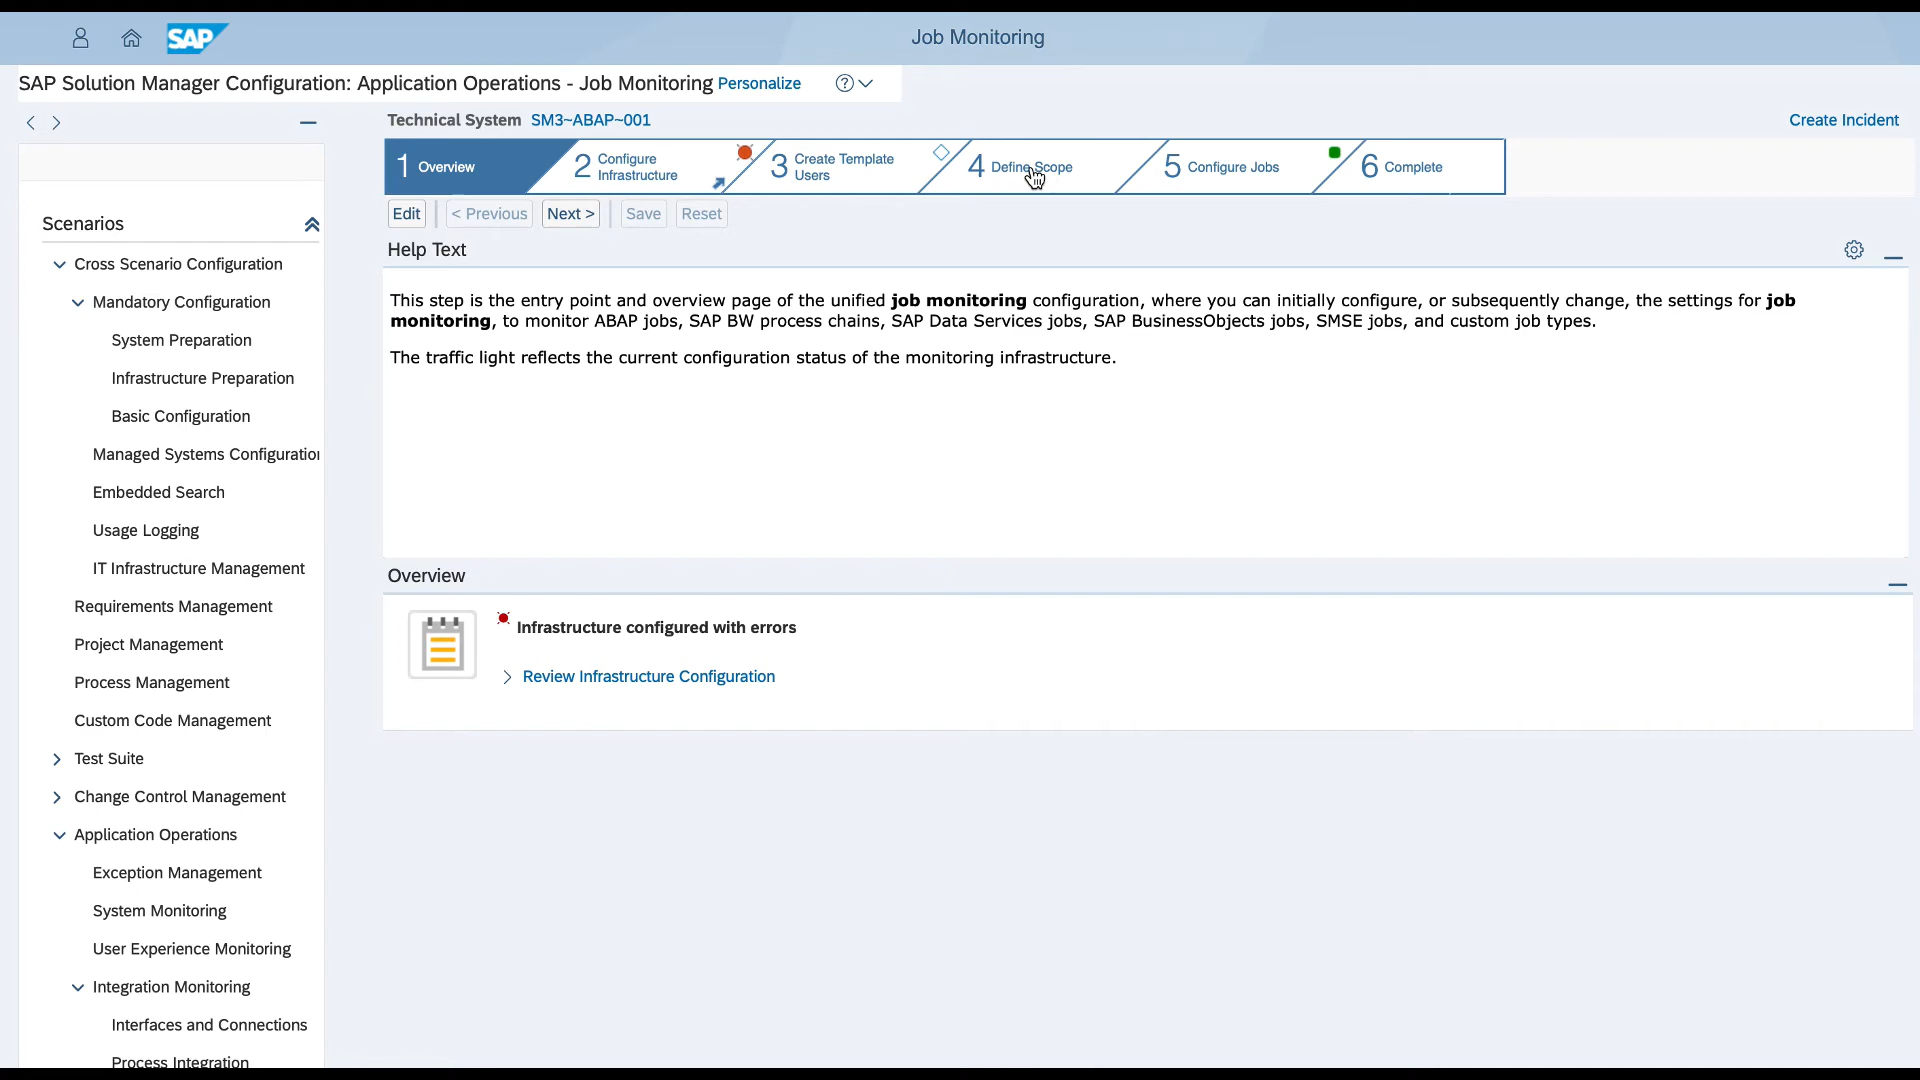 SAP Job Monitoring
SAP Solution Manager Configuration: Application Operations - Job Monitoring Personalize
Technical System SM3~ABAP~001 Create Incident
1 Overview
2 Configure Infrastructure
3 Create Template Users
4 Define Scope
5 Configure Jobs
6 Complete
Edit < Previous Next > Save Reset
Help Text
This step is the entry point and overview page of the unified job monitoring configuration, where you can initially configure, or subsequently change, the settings for job
monitoring, to monitor ABAP jobs, SAP BW process chains, SAP Data Services jobs, SAP BusinessObjects jobs, SMSE jobs, and custom job types.
The traffic light reflects the current configuration status of the monitoring infrastructure.
Overview
Infrastructure configured with errors
Review Infrastructure Configuration
Scenarios
Cross Scenario Configuration
Mandatory Configuration
System Preparation
Infrastructure Preparation
Basic Configuration
Managed Systems Configuration
Embedded Search
Usage Logging
IT Infrastructure Management
Requirements Management
Project Management
Process Management
Custom Code Management
Test Suite
Change Control Management
Application Operations
Exception Management
System Monitoring
User Experience Monitoring
Integration Monitoring
Interfaces and Connections
Process Integration